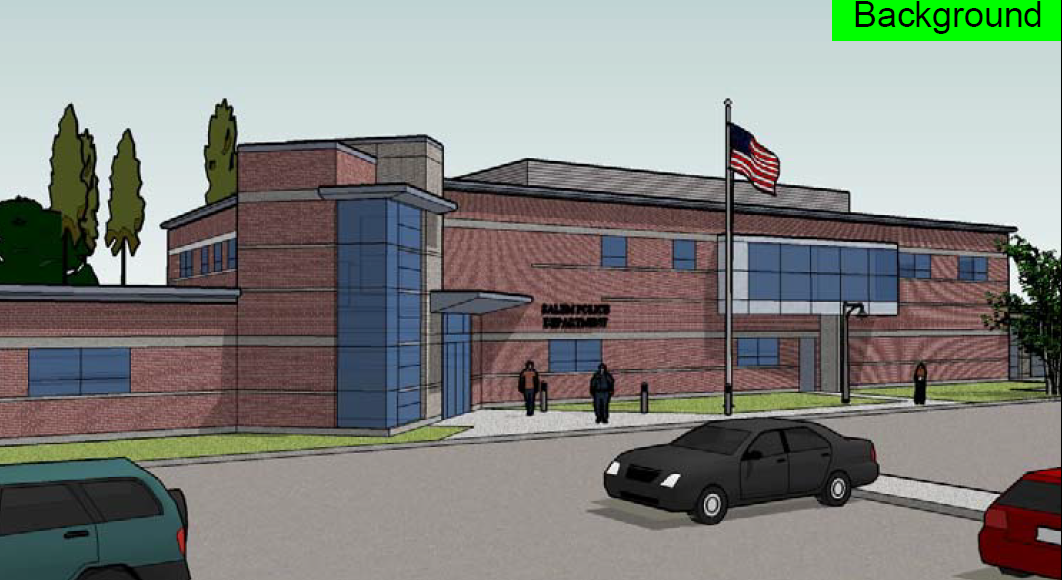 Background
SALEM POLICE
DEPARTMENT